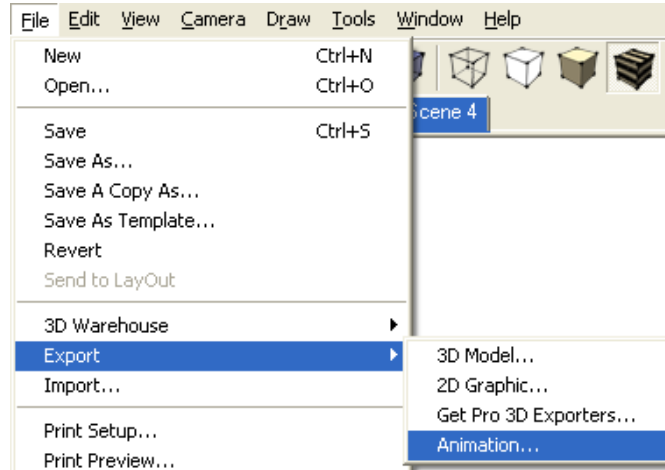 File Edit View Camera Draw Tools Window Help
New Ctrl+N
Open... Ctrl+O
Scene 4
Save Ctrl+S
Save As...
Save A Copy As...
Save As Template...
Revert
Send to LayOut
3D Warehouse
Export
3D Model...
Import...
2D Graphic...
Get Pro 3D Exporters...
Print Setup...
Animation...
Print Preview...